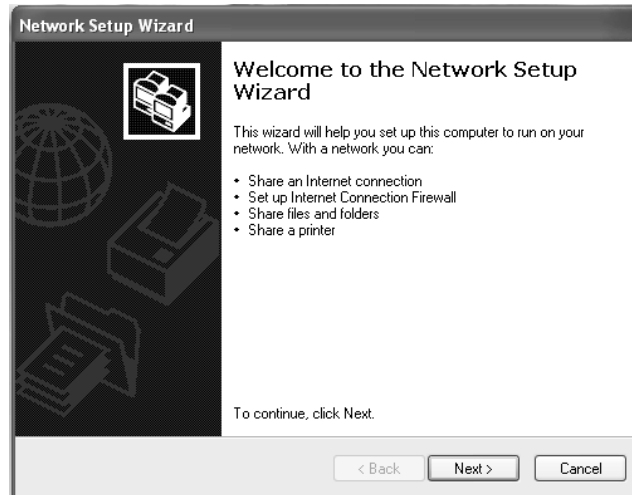 Network Setup Wizard
Welcome to the Network Setup
Wizard
This wizard will help you set up this computer to run on your
network. With a network you can:
• Share an Internet connection
• Set up Internet Connection Firewall
• Share files and folders
• Share a printer
To continue, click Next.
< Back
Next >
Cancel